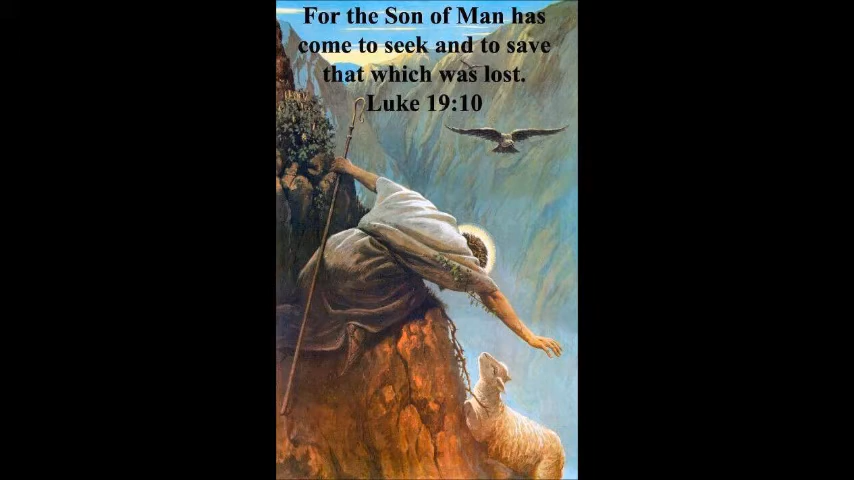 For the Son of Man has
come to seek and to save
that which was lost.
Luke 19:10